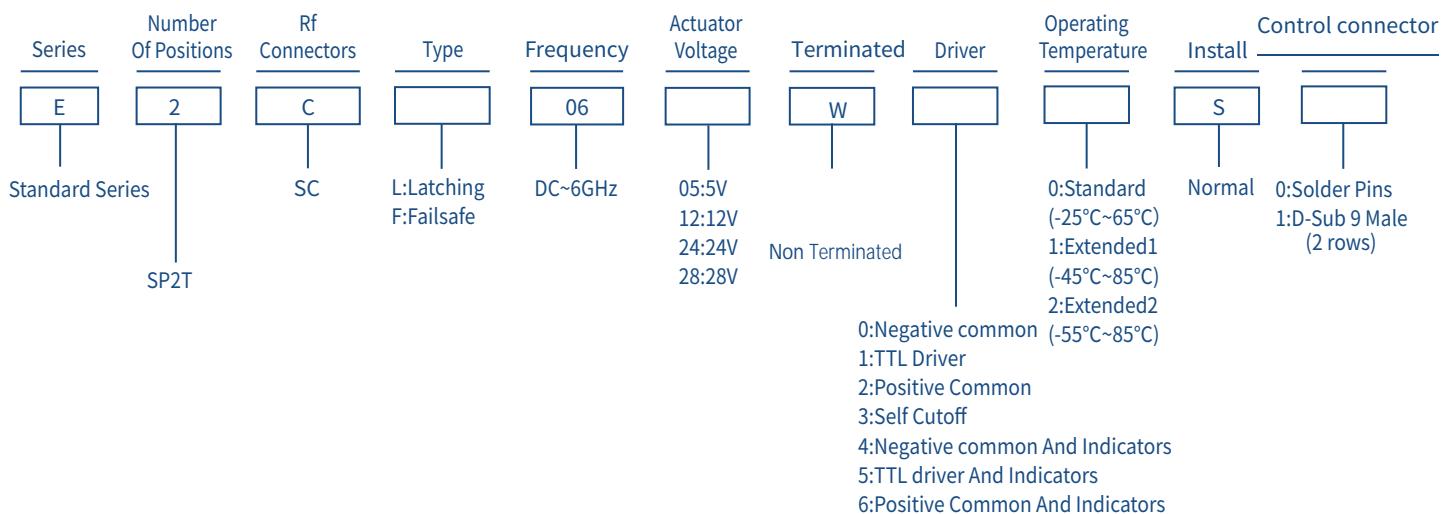 Series
Number
Of Positions
Rf
Connectors
Type
Frequency
Actuator
Voltage
Terminated
Driver
Operating
Temperature
Install
Control connector
E
2
C
06
W
S
Standard Series
SP2T
SC
L:Latching
F:Failsafe
DC~6GHz
05:5V
12:12V
24:24V
28:28V
Non Terminated
0:Negative common
1:TTL Driver
2:Positive Common
3:Self Cutoff
4:Negative common And Indicators
5:TTL driver And Indicators
6:Positive Common And Indicators
0:Standard
(-25°C~65°C)
1:Extended1
(-45°C~85°C)
2:Extended2
(-55°C~85°C)
Normal
0:Solder Pins
1:D-Sub 9 Male
(2 rows)